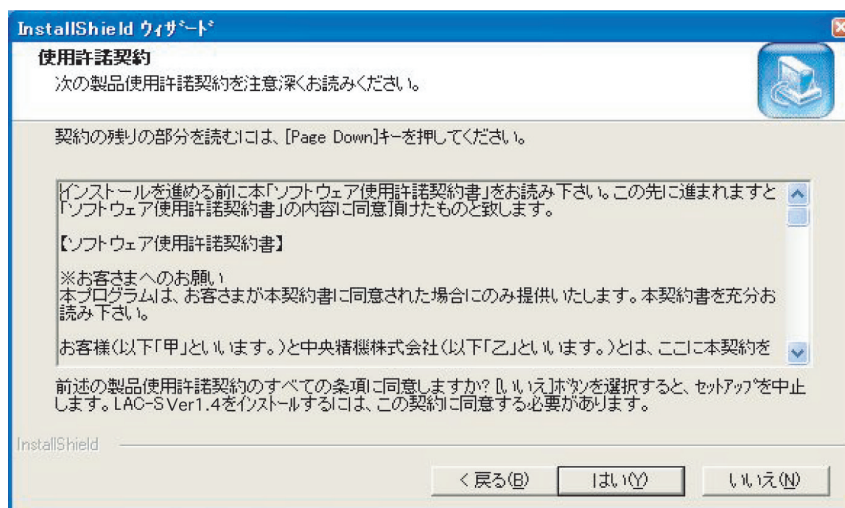 InstallShield ウィザード
使用許諾契約
次の製品使用許諾契約を注意深くお読みください。
契約の残りの部分を読むには、[Page Down]キーを押してください。
インストールを進める前に本「ソフトウェア使用許諾契約書」をお読み下さい。この先に進まれますと
「ソフトウェア使用許諾契約書」の内容に同意頂けたものと致します。
【ソフトウェア使用許諾契約書】
※お客さまへのお願い
本プログラムは、お客さまが本契約書に同意された場合にのみ提供いたします。本契約書を充分お
読み下さい。
お客様(以下「甲」といいます。)と中央精機株式会社(以下「乙」といいます。)とは、ここに本契約を
前述の製品使用許諾契約のすべての条項に同意しますか? [いいえ]ボタンを選択すると、セットアップを中止
します。LAC-S Ver1.4をインストールするには、この契約に同意する必要があります。
InstallShield
< 戻る(B)
はい(Y)
いいえ(N)